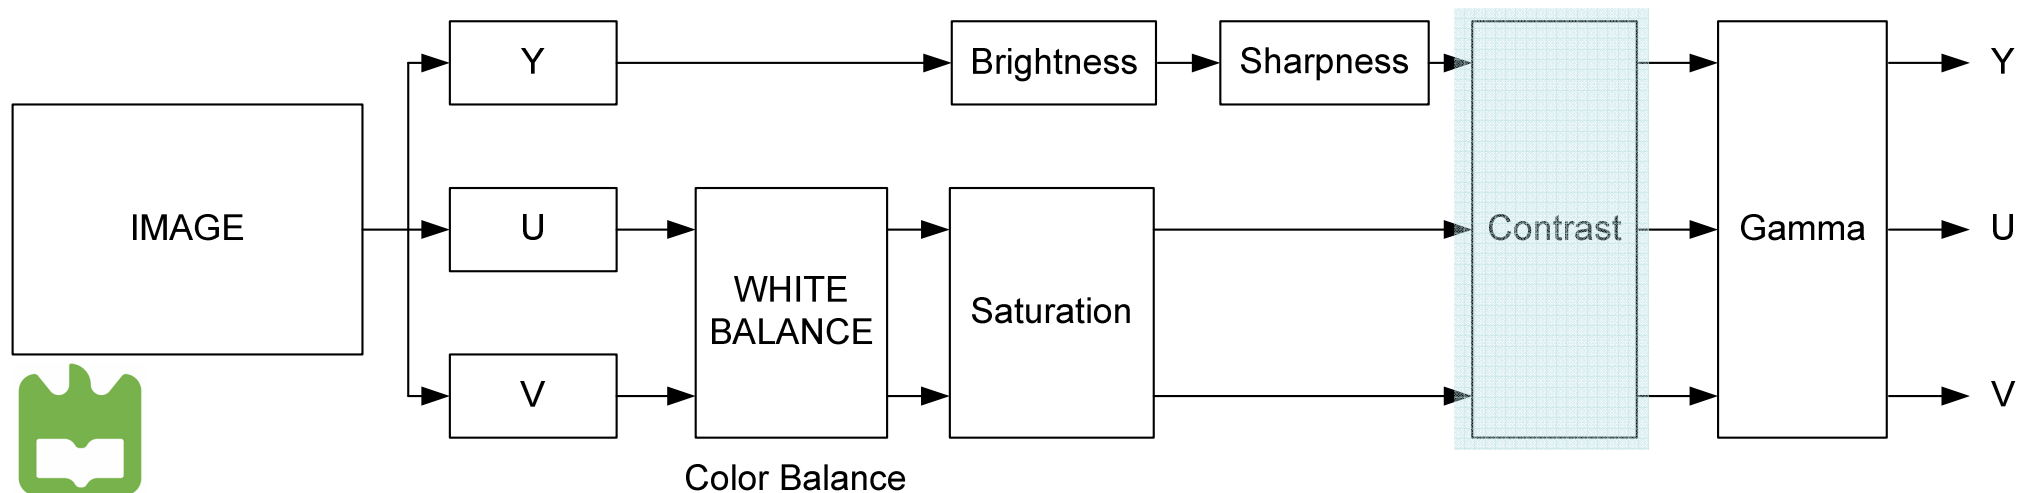 Y
Brightness
Sharpness
Y
IMAGE
U
WHITE
BALANCE
Saturation
Contrast
Gamma
U
V
V
Color Balance